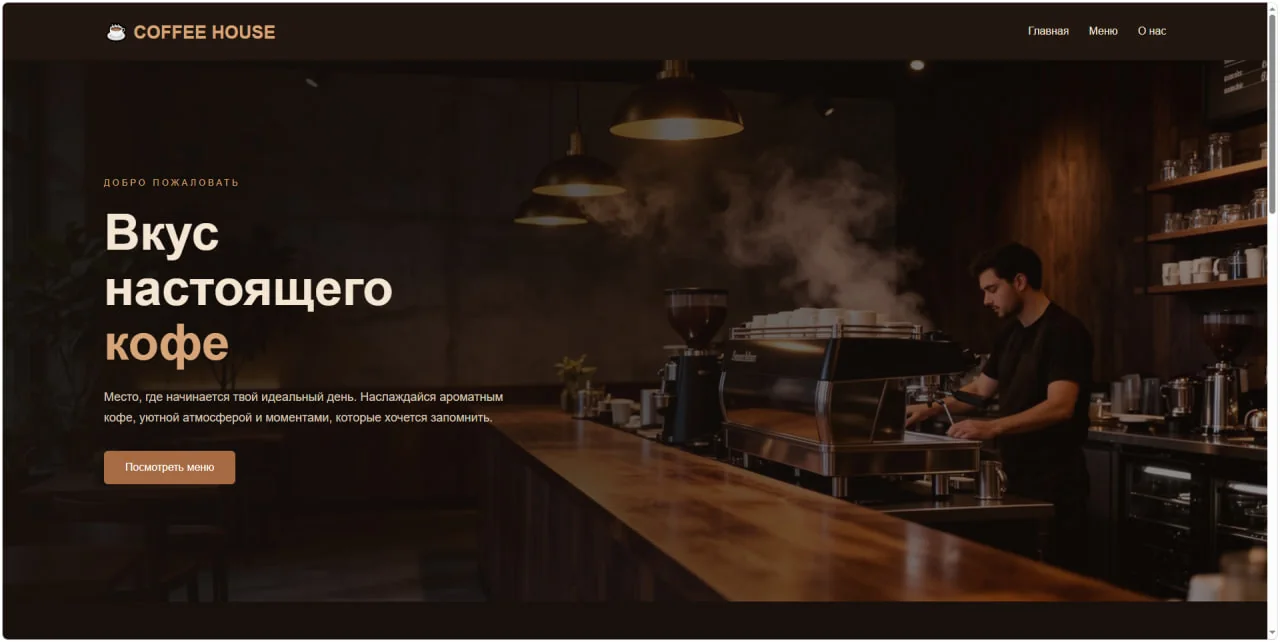 COFFEE HOUSE
Главная Меню О нас
ДОБРО ПОЖАЛОВАТЬ
Вкус
настоящего
кофе
Место, где начинается твой идеальный день. Наслаждайся ароматным
кофе, уютной атмосферой и моментами, которые хочется запомнить.
Посмотреть меню